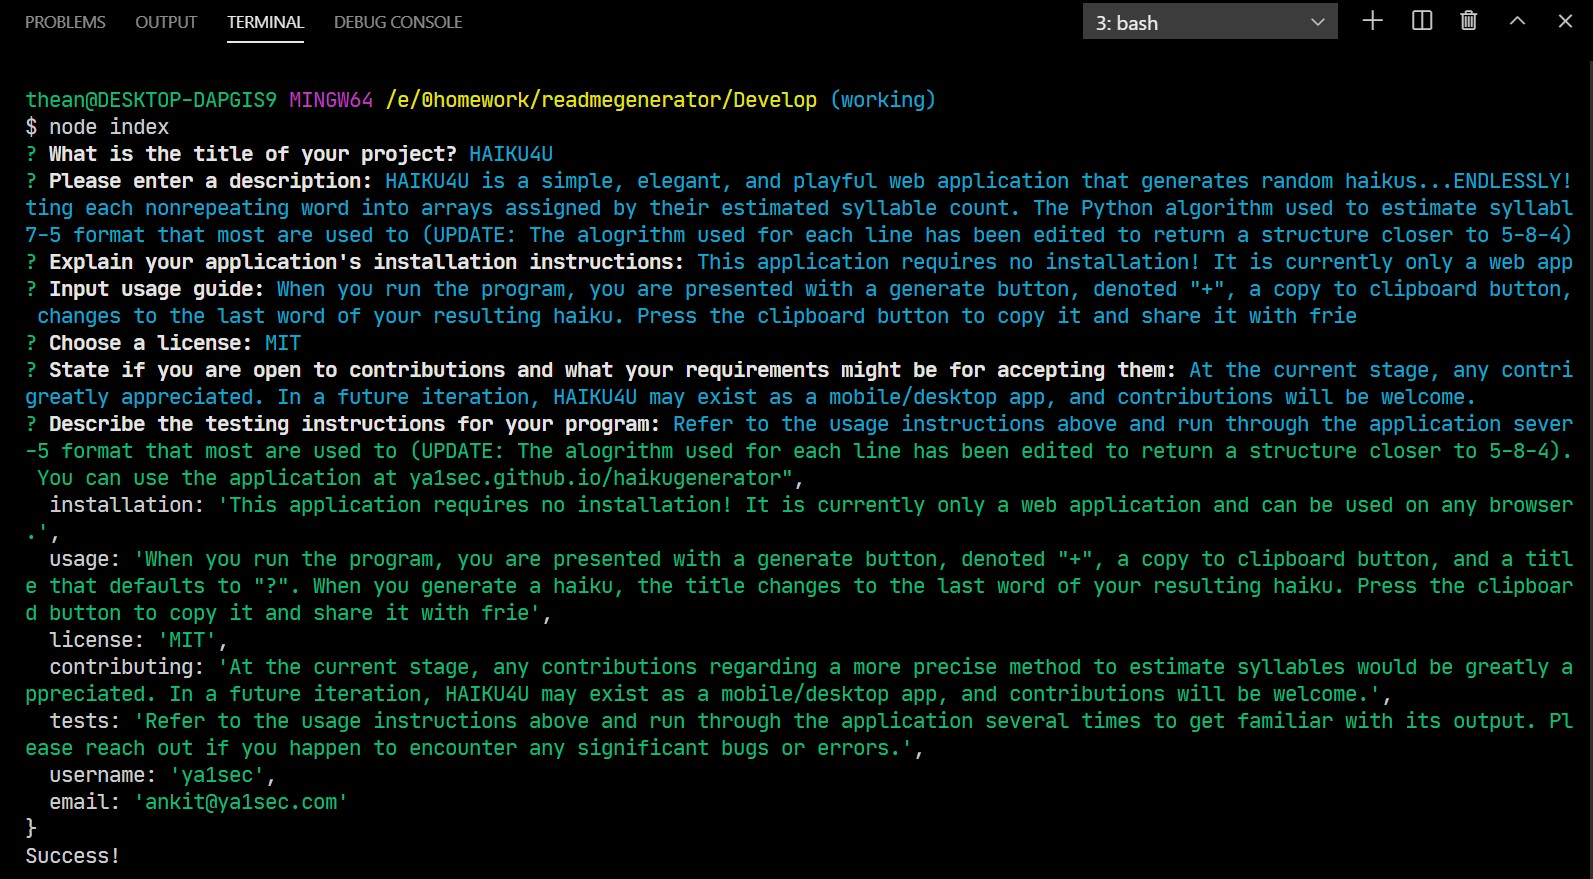 PROBLEMS OUTPUT TERMINAL DEBUG CONSOLE 3: bash
thean@DESKTOP-DAPGIS9 MINGW64 /e/0homework/readmegenerator/Develop (working)
$ node index
? What is the title of your project? HAIKU4U
? Please enter a description: HAIKU4U is a simple, elegant, and playful web application that generates random haikus...ENDLESSLY!
ting each nonrepeating word into arrays assigned by their estimated syllable count. The Python algorithm used to estimate syllabl
7-5 format that most are used to (UPDATE: The alogrithm used for each line has been edited to return a structure closer to 5-8-4)
? Explain your application's installation instructions: This application requires no installation! It is currently only a web app
? Input usage guide: When you run the program, you are presented with a generate button, denoted "+", a copy to clipboard button,
changes to the last word of your resulting haiku. Press the clipboard button to copy it and share it with frie
? Choose a license: MIT
? State if you are open to contributions and what your requirements might be for accepting them: At the current stage, any contri
greatly appreciated. In a future iteration, HAIKU4U may exist as a mobile/desktop app, and contributions will be welcome.
? Describe the testing instructions for your program: Refer to the usage instructions above and run through the application sever
-5 format that most are used to (UPDATE: The alogrithm used for each line has been edited to return a structure closer to 5-8-4).
You can use the application at ya1sec.github.io/haikugenerator",
installation: 'This application requires no installation! It is currently only a web application and can be used on any browser
.',
usage: 'When you run the program, you are presented with a generate button, denoted "+", a copy to clipboard button, and a titl
e that defaults to "?". When you generate a haiku, the title changes to the last word of your resulting haiku. Press the clipboar
d button to copy it and share it with frie',
license: 'MIT',
contributing: 'At the current stage, any contributions regarding a more precise method to estimate syllables would be greatly a
ppreciated. In a future iteration, HAIKU4U may exist as a mobile/desktop app, and contributions will be welcome.',
tests: 'Refer to the usage instructions above and run through the application several times to get familiar with its output. Pl
ease reach out if you happen to encounter any significant bugs or errors.',
username: 'ya1sec',
email: 'ankit@ya1sec.com'
}
Success!